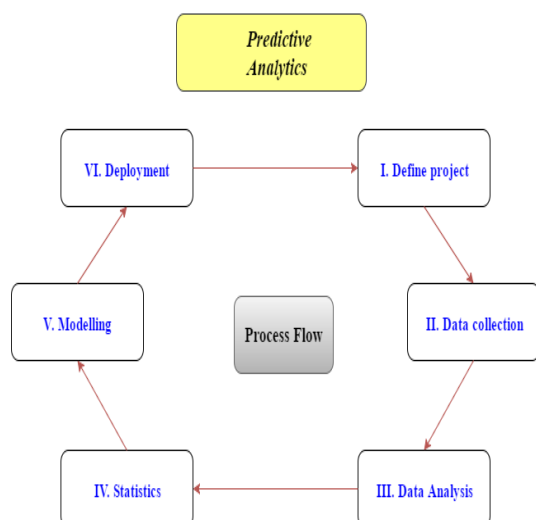 Predictive
Analytics
VI. Deployment
I. Define project
V. Modelling
Process Flow
II. Data collection
IV. Statistics
III. Data Analysis